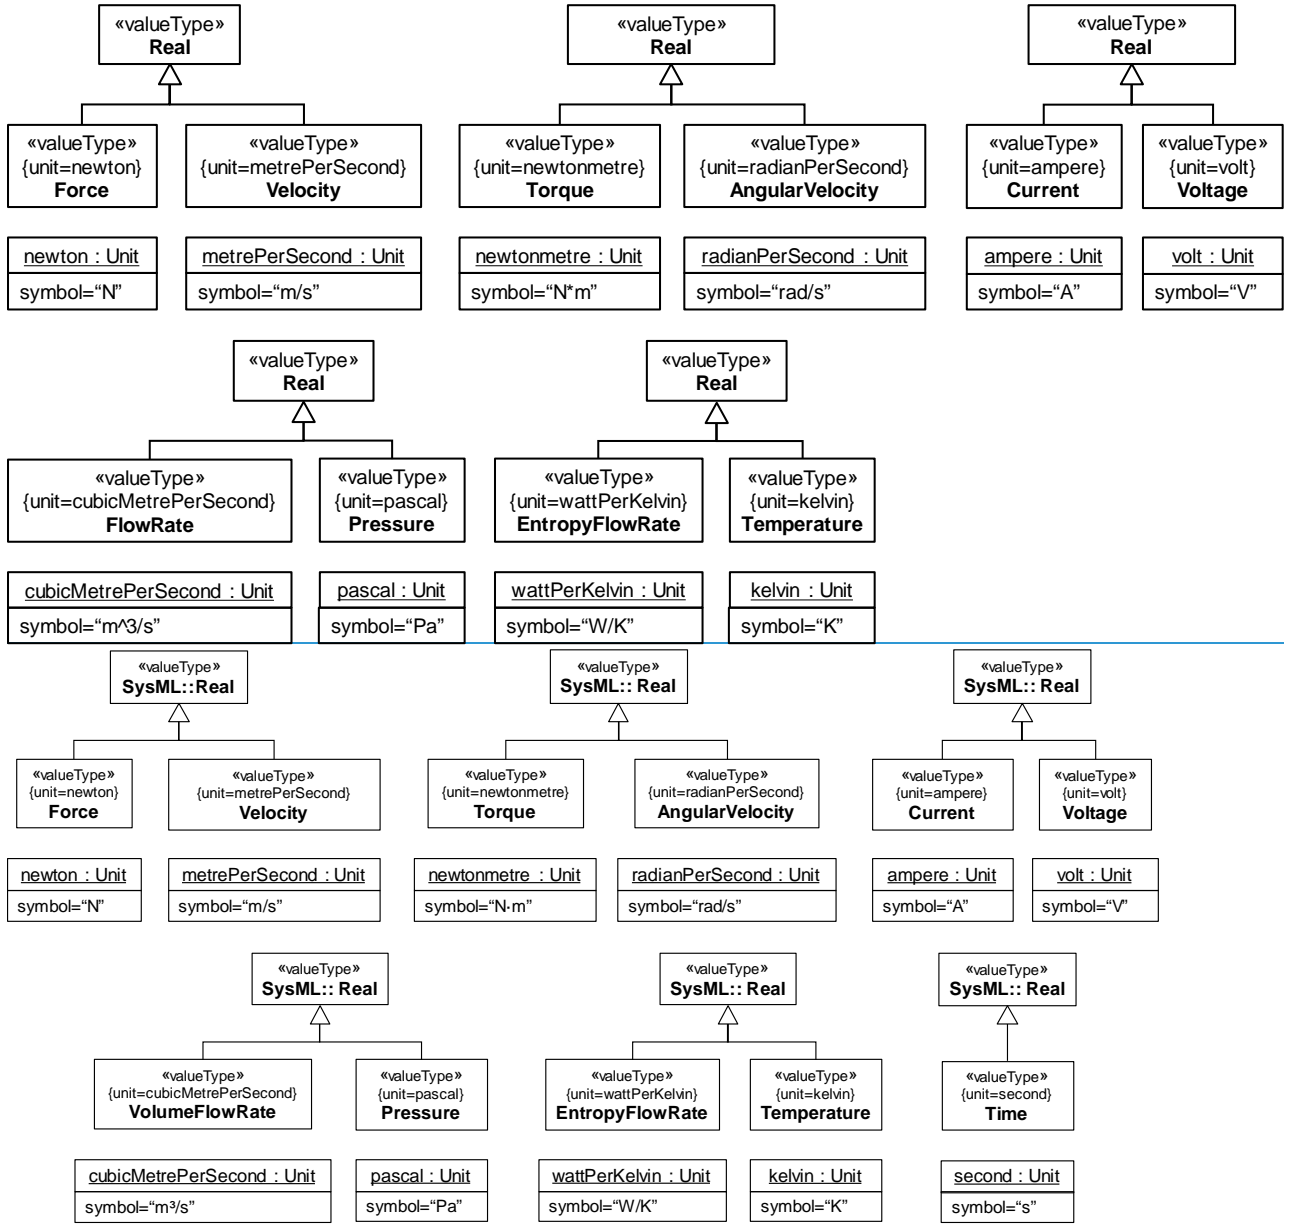 «valueType»
Real
«valueType»
Real
«valueType»
Real
«valueType»
{unit=newton}
Force
«valueType»
{unit=metrePerSecond}
Velocity
«valueType»
{unit=newtonmetre}
Torque
«valueType»
{unit=radianPerSecond}
AngularVelocity
«valueType»
{unit=ampere}
Current
«valueType»
{unit=volt}
Voltage
newton : Unit
symbol=“N”
metrePerSecond : Unit
symbol=“m/s”
newtonmetre : Unit
symbol=“N*m”
radianPerSecond : Unit
symbol=“rad/s”
ampere : Unit
symbol=“A”
volt : Unit
symbol=“V”
«valueType»
Real
«valueType»
Real
«valueType»
{unit=cubicMetrePerSecond}
FlowRate
«valueType»
{unit=pascal}
Pressure
«valueType»
{unit=wattPerKelvin}
EntropyFlowRate
«valueType»
{unit=kelvin}
Temperature
cubicMetrePerSecond : Unit
symbol=“m^3/s”
pascal : Unit
symbol=“Pa”
wattPerKelvin : Unit
symbol=“W/K”
kelvin : Unit
symbol=“K”
«valueType»
SysML::Real
«valueType»
SysML:: Real
«valueType»
SysML:: Real
«valueType»
{unit=newton}
Force
«valueType»
{unit=metrePerSecond}
Velocity
«valueType»
{unit=newtonmetre}
Torque
«valueType»
{unit=radianPerSecond}
AngularVelocity
«valueType»
{unit=ampere}
Current
«valueType»
{unit=volt}
Voltage
newton : Unit
symbol=“N”
metrePerSecond : Unit
symbol=“m/s”
newtonmetre : Unit
symbol=“N·m”
radianPerSecond : Unit
symbol=“rad/s”
ampere : Unit
symbol=“A”
volt : Unit
symbol=“V”
«valueType»
SysML:: Real
«valueType»
SysML:: Real
«valueType»
SysML:: Real
«valueType»
{unit=cubicMetrePerSecond}
VolumeFlowRate
«valueType»
{unit=pascal}
Pressure
«valueType»
{unit=wattPerKelvin}
EntropyFlowRate
«valueType»
{unit=kelvin}
Temperature
«valueType»
{unit=second}
Time
cubicMetrePerSecond : Unit
symbol=“m³/s”
pascal : Unit
symbol=“Pa”
wattPerKelvin : Unit
symbol=“W/K”
kelvin : Unit
symbol=“K”
second : Unit
symbol=“s”